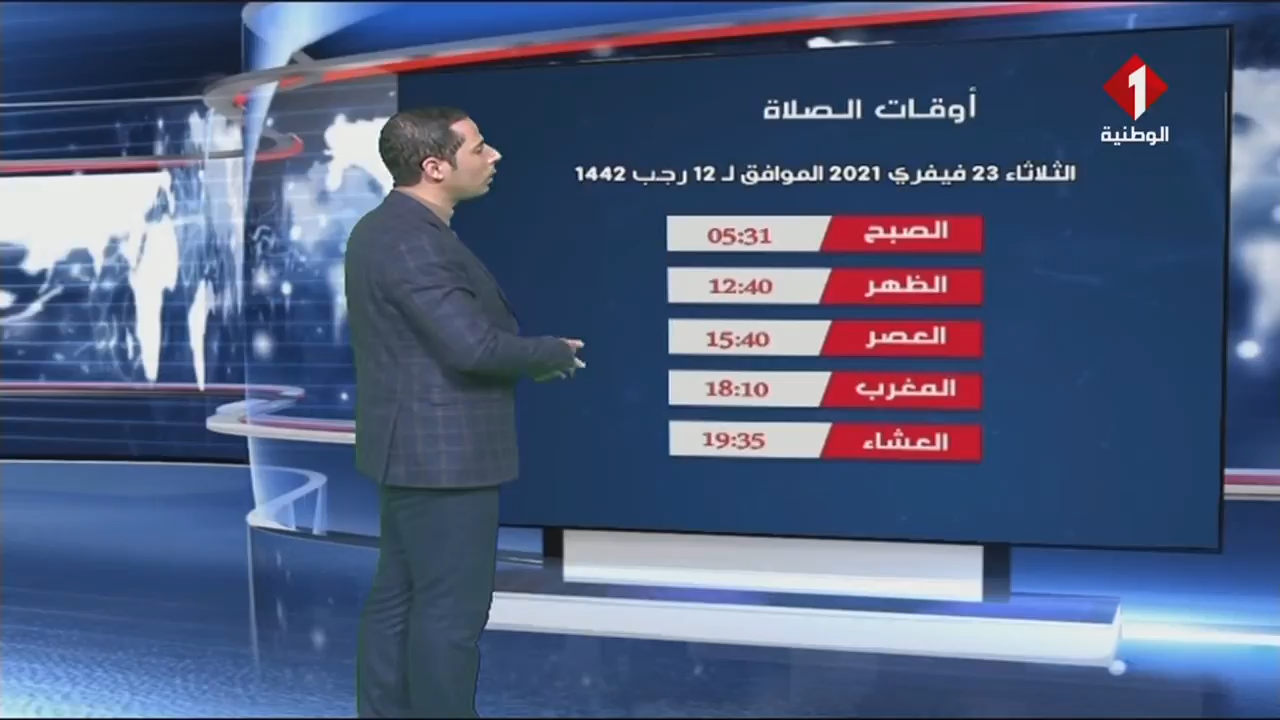 أوقات الصلاة
1
الوطنية
الثلاثاء 23 فيفري 2021 الموافق لـ 12 رجب 1442
الصبح 05:31
الظهر 12:40
العصر 15:40
المغرب 18:10
العشاء 19:35